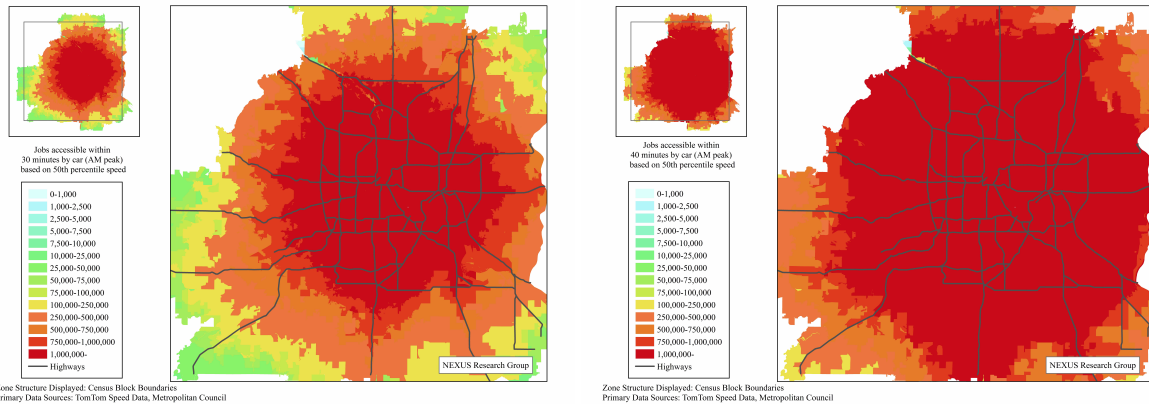 Jobs accessible within
30 minutes by car (AM peak)
based on 50th percentile speed
0-1,000
1,000-2,500
2,500-5,000
5,000-7,500
7,500-10,000
10,000-25,000
25,000-50,000
50,000-75,000
75,000-100,000
100,000-250,000
250,000-500,000
500,000-750,000
750,000-1,000,000
1,000,000-
Highways
NEXUS Research Group
Zone Structure Displayed: Census Block Boundaries
Primary Data Sources: TomTom Speed Data, Metropolitan Council
Jobs accessible within
40 minutes by car (AM peak)
based on 50th percentile speed
0-1,000
1,000-2,500
2,500-5,000
5,000-7,500
7,500-10,000
10,000-25,000
25,000-50,000
50,000-75,000
75,000-100,000
100,000-250,000
250,000-500,000
500,000-750,000
750,000-1,000,000
1,000,000-
Highways
NEXUS Research Group
Zone Structure Displayed: Census Block Boundaries
Primary Data Sources: TomTom Speed Data, Metropolitan Council